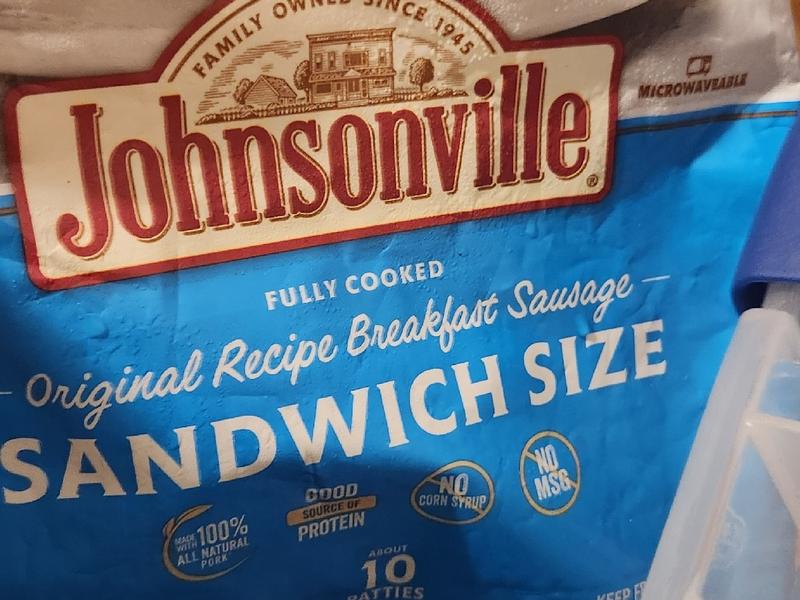 FAMILY OWNED SINCE 1945
MICROWAVEABLE
Johnsonville®
FULLY COOKED
Original Recipe Breakfast Sausage
SANDWICH SIZE
MADE WITH 100%
ALL NATURAL
PORK
GOOD
SOURCE OF
PROTEIN
NO
CORN SYRUP
NO
MSG
ABOUT
10
PATTIES
KEEP